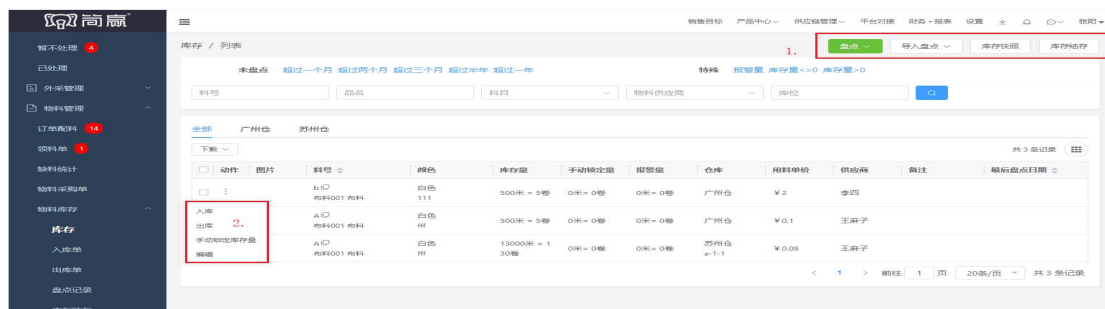 简赢
销售目标 产品中心 供应链管理 平台对接 财务·报表 设置 张阳
暂不处理 4
已处理
外采管理
物料管理
订单配料 14
领料单 1
缺料统计
物料采购单
物料库存
库存
入库单
出库单
盘点记录
库存 / 列表
1.
盘点 导入盘点 库存快照 库存结存
未盘点 超过一个月 超过两个月 超过三个月 超过半年 超过一年 特殊 报警量 库存量<=0 库存量>0
料号 品名 科目 物料供应商 库位
全部 广州仓 苏州仓
下载 共 3 条记录
动作 图片 料号 颜色 库存量 手动锁定量 报警量 仓库 用料单价 供应商 备注 最后盘点日期
b 白色 500米 = 5卷 0米= 0卷 0米= 0卷 广州仓 ¥2 李四
布料001 布料 111
A 白色 500米 = 5卷 0米= 0卷 0米= 0卷 广州仓 ¥0.1 王麻子
布料001 布料 fff
A 白色 13000米 = 1 0米= 0卷 0米= 0卷 苏州仓 ¥0.08 王麻子
布料001 布料 fff 30卷 a-1-1
入库
出库 2.
手动锁定库存量
编辑
< 1 > 前往 1 页 20条/页 共 3 条记录